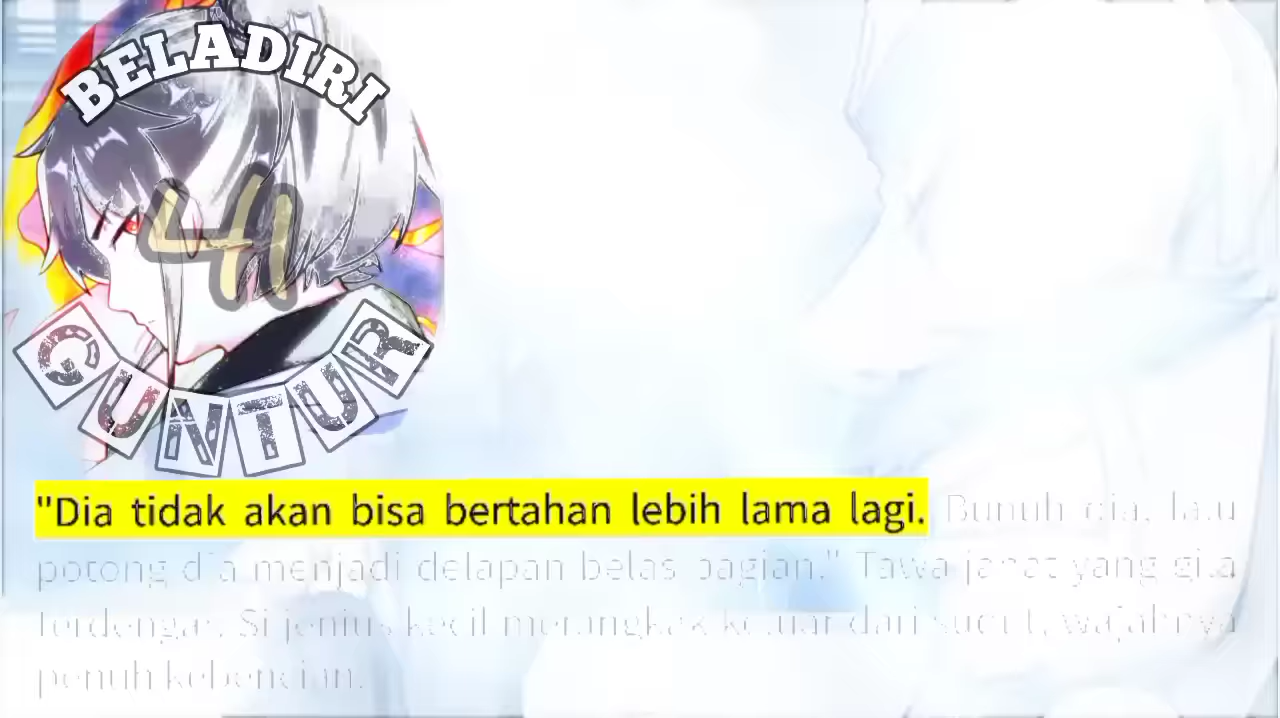 BELADIRI
41
GUNTUR
"Dia tidak akan bisa bertahan lebih lama lagi. Bunuh dia, lalu
potong dia menjadi delapan belas bagian." Tawa jahat yang gila
terdengar. Si jenius kecil merangkak keluar dari sudut, wajahnya
penuh kebencian.